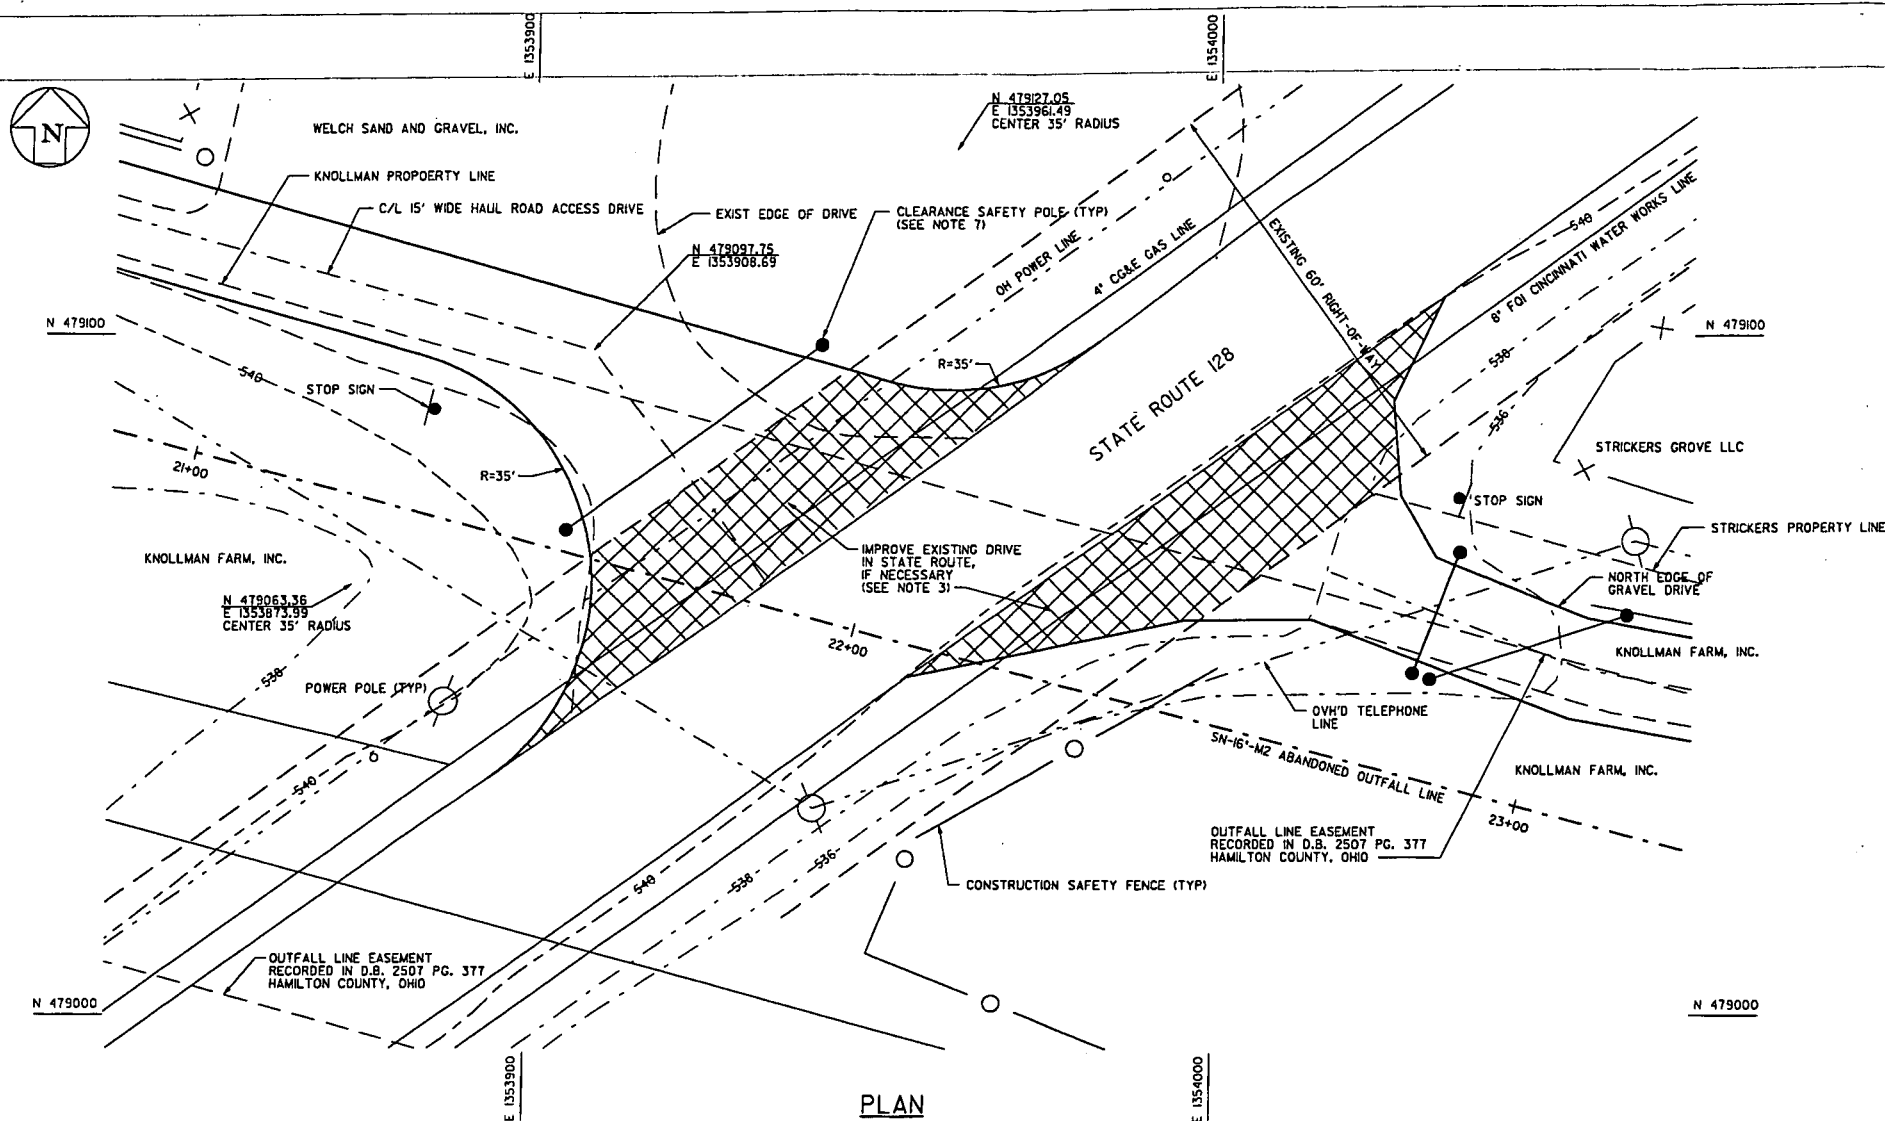 E 1353900
E 1354000
N
WELCH SAND AND GRAVEL, INC.
N 479127.05
E 1353961.49
CENTER 35' RADIUS
KNOLLMAN PROPOERTY LINE
C/L 15' WIDE HAUL ROAD ACCESS DRIVE
EXIST EDGE OF DRIVE
CLEARANCE SAFETY POLE (TYP)
(SEE NOTE 7)
N 479097.75
E 1353908.69
OH POWER LINE
4" CG&E GAS LINE
EXISTING 60' RIGHT-OF-WAY
540
8" FOI CINCINNATI WATER WORKS LINE
N 479100
N 479100
538
540
STOP SIGN
R=35'
STATE ROUTE 128
536
STRICKERS GROVE LLC
21+00
R=35'
STOP SIGN
STRICKERS PROPERTY LINE
KNOLLMAN FARM, INC.
IMPROVE EXISTING DRIVE
IN STATE ROUTE,
IF NECESSARY
(SEE NOTE 3)
NORTH EDGE OF
GRAVEL DRIVE
N 479063.36
E 1353873.99
CENTER 35' RADIUS
22+00
KNOLLMAN FARM, INC.
538
POWER POLE (TYP)
OVH'D TELEPHONE
LINE
SN-16"-M2 ABANDONED OUTFALL LINE
KNOLLMAN FARM, INC.
540
23+00
OUTFALL LINE EASEMENT
RECORDED IN D.B. 2507 PG. 377
HAMILTON COUNTY, OHIO
540
538
536
CONSTRUCTION SAFETY FENCE (TYP)
OUTFALL LINE EASEMENT
RECORDED IN D.B. 2507 PG. 377
HAMILTON COUNTY, OHIO
N 479000
N 479000
E 1353900
E 1354000
PLAN